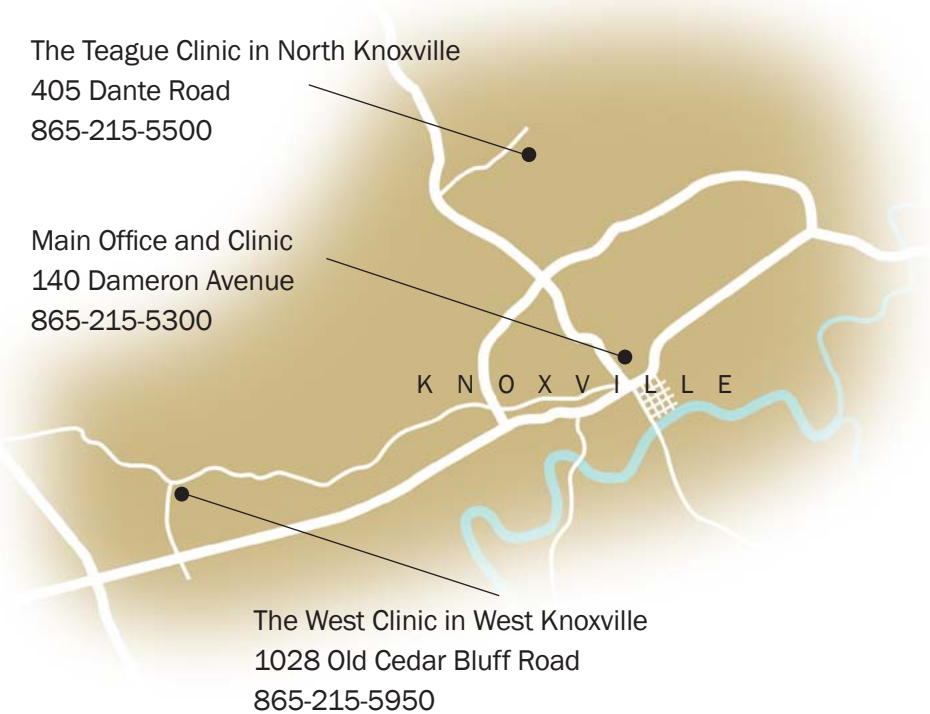 The Teague Clinic in North Knoxville
405 Dante Road
865-215-5500
Main Office and Clinic
140 Dameron Avenue
865-215-5300
KNOXVILLE
The West Clinic in West Knoxville
1028 Old Cedar Bluff Road
865-215-5950